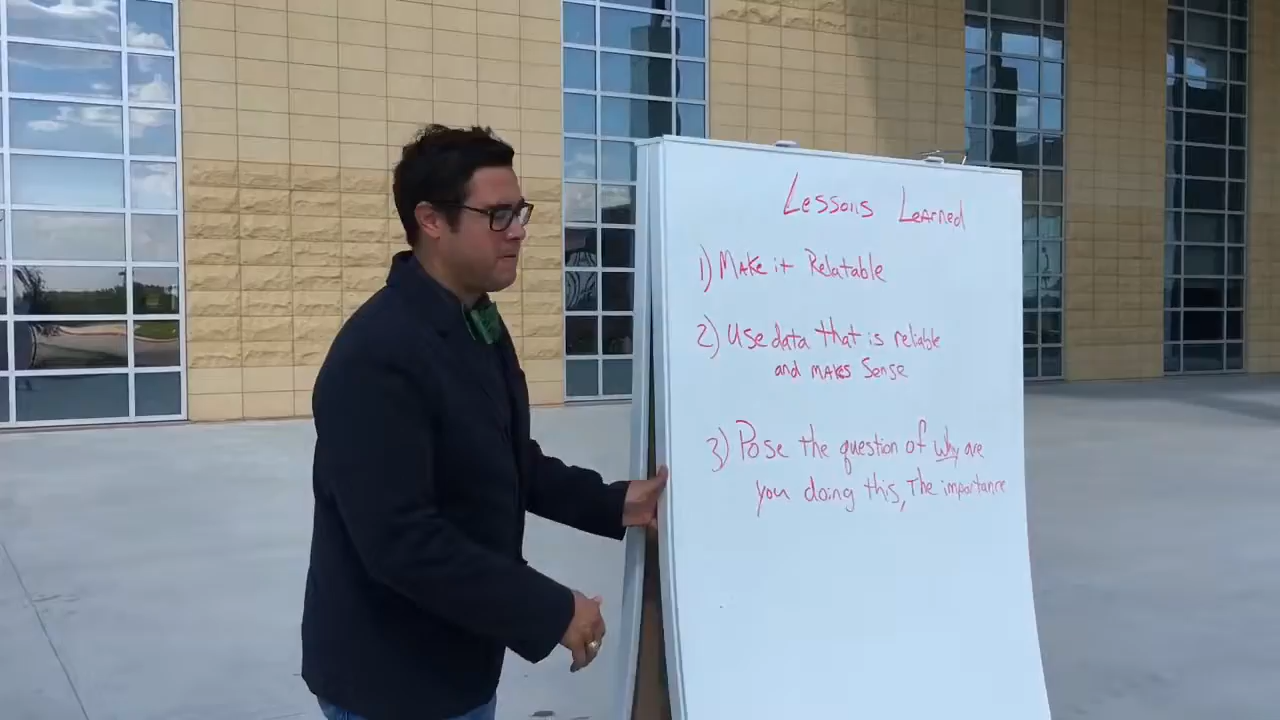 Lessons Learned
1) Make it Relatable
2) Use data that is reliable
and makes Sense
3) Pose the question of Why are
you doing this, The importance